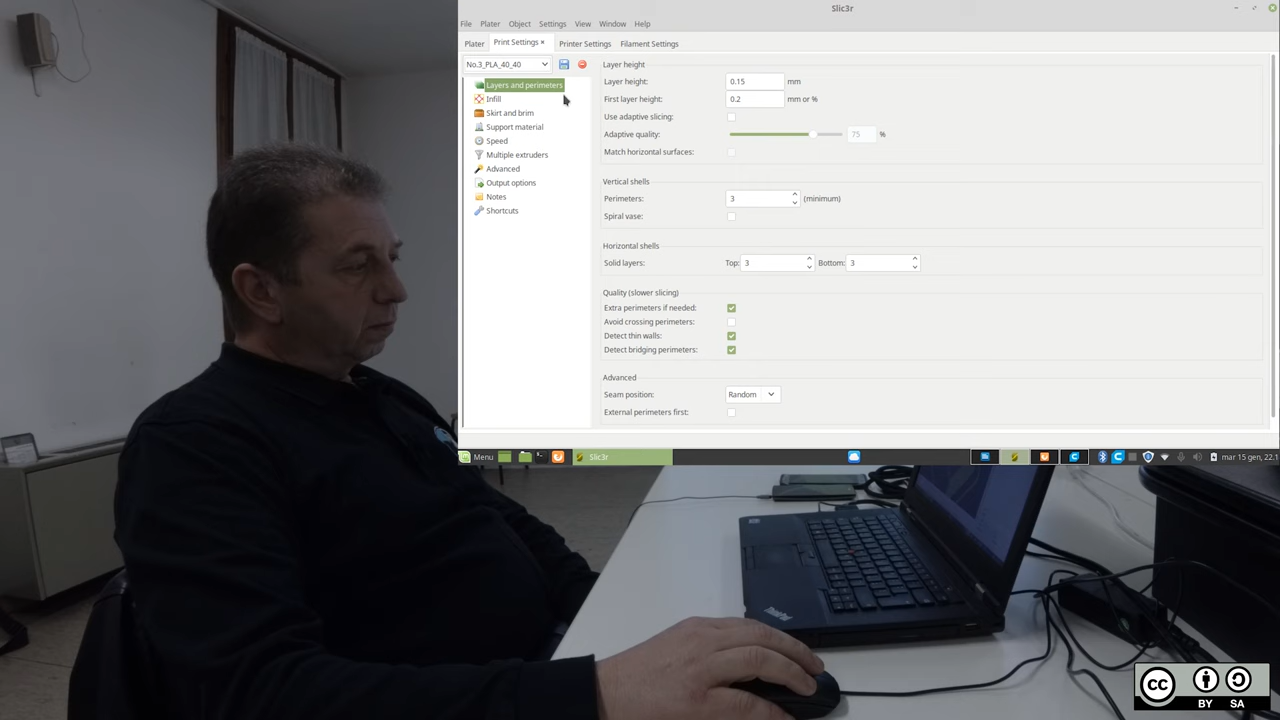 Slic3r
File Plater Object Settings View Window Help
Plater Print Settings × Printer Settings Filament Settings
No.3_PLA_40_40
Layers and perimeters
Infill
Skirt and brim
Support material
Speed
Multiple extruders
Advanced
Output options
Notes
Shortcuts
Layer height
Layer height: 0.15 mm
First layer height: 0.2 mm or %
Use adaptive slicing:
Adaptive quality: 75 %
Match horizontal surfaces:
Vertical shells
Perimeters: 3 (minimum)
Spiral vase:
Horizontal shells
Solid layers: Top: 3 Bottom: 3
Quality (slower slicing)
Extra perimeters if needed:
Avoid crossing perimeters:
Detect thin walls:
Detect bridging perimeters:
Advanced
Seam position: Random
External perimeters first:
Menu Slic3r mar 15 gen, 22.1
ThinkPad
CC BY SA